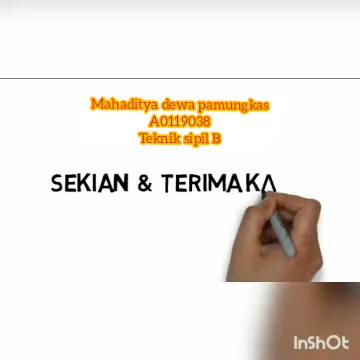 Mahaditya dewa pamungkas
A0119038
Teknik sipil B
SEKIAN & TERIMAKA
InShOt